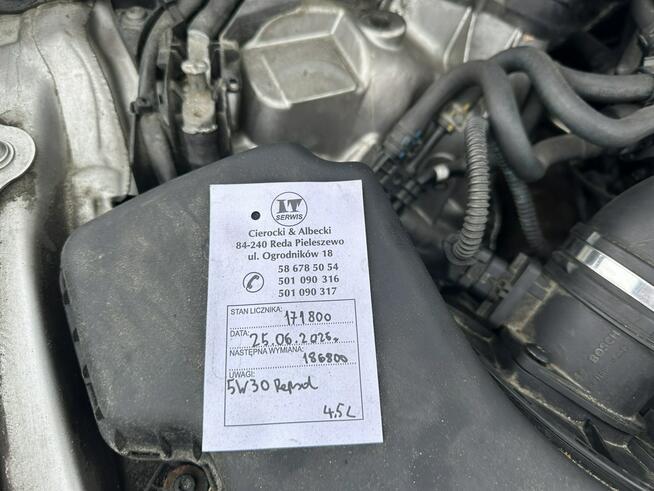 IT
SERWIS
Cierocki & Albecki
84-240 Reda Pieleszewo
ul. Ogrodników 18
58 678 50 54
501 090 316
501 090 317
STAN LICZNIKA: 171800
DATA: 25.06.2025r
NASTĘPNA WYMIANA: 186800
UWAGI:
5W30 Repsol
4.5L
BOSCH